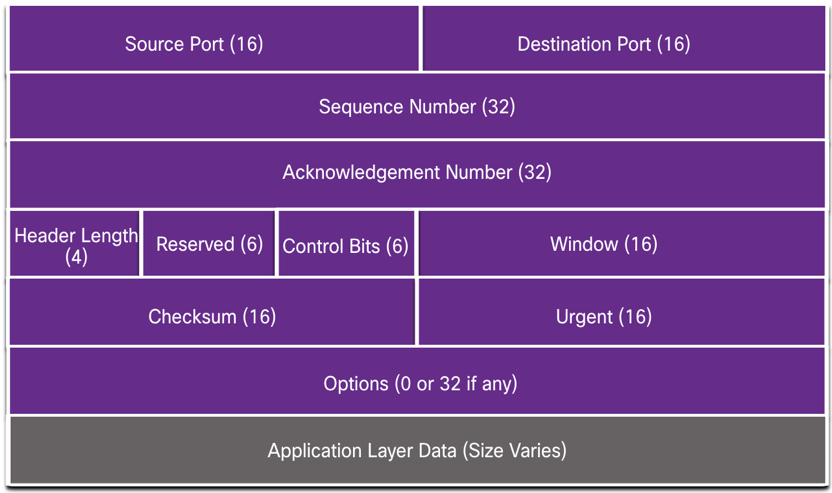 Source Port (16)
Destination Port (16)
Sequence Number (32)
Acknowledgement Number (32)
Header Length
(4)
Reserved (6)
Control Bits (6)
Window (16)
Checksum (16)
Urgent (16)
Options (0 or 32 if any)
Application Layer Data (Size Varies)